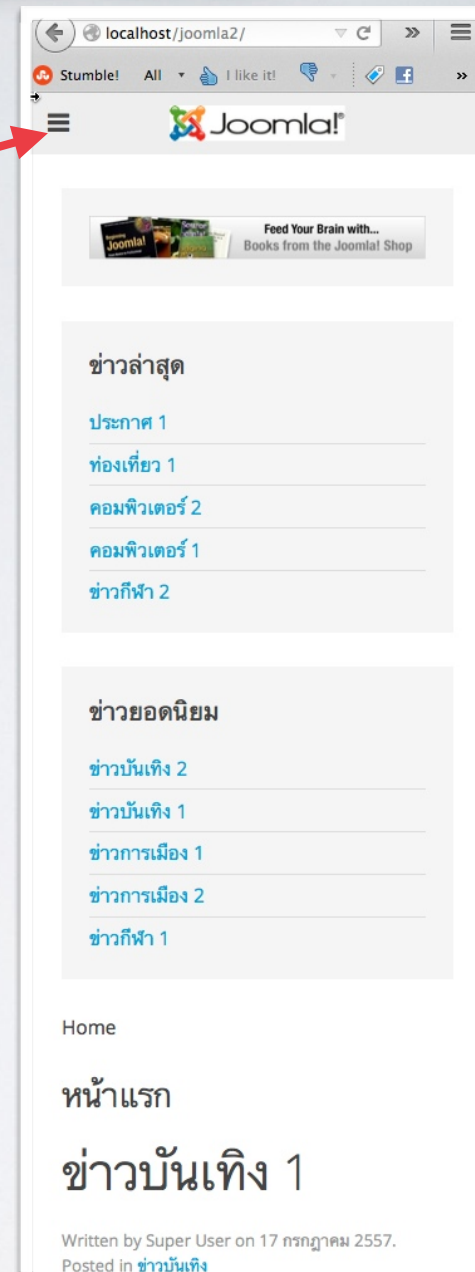 localhost/joomla2/
Stumble! All I like it!
Joomla!®
Joomla!
Feed Your Brain with...
Books from the Joomla! Shop
ข่าวล่าสุด
ประกาศ 1
ท่องเที่ยว 1
คอมพิวเตอร์ 2
คอมพิวเตอร์ 1
ข่าวกีฬา 2
ข่าวยอดนิยม
ข่าวบันเทิง 2
ข่าวบันเทิง 1
ข่าวการเมือง 1
ข่าวการเมือง 2
ข่าวกีฬา 1
Home
หน้าแรก
ข่าวบันเทิง 1
Written by Super User on 17 กรกฎาคม 2557.
Posted in ข่าวบันเทิง